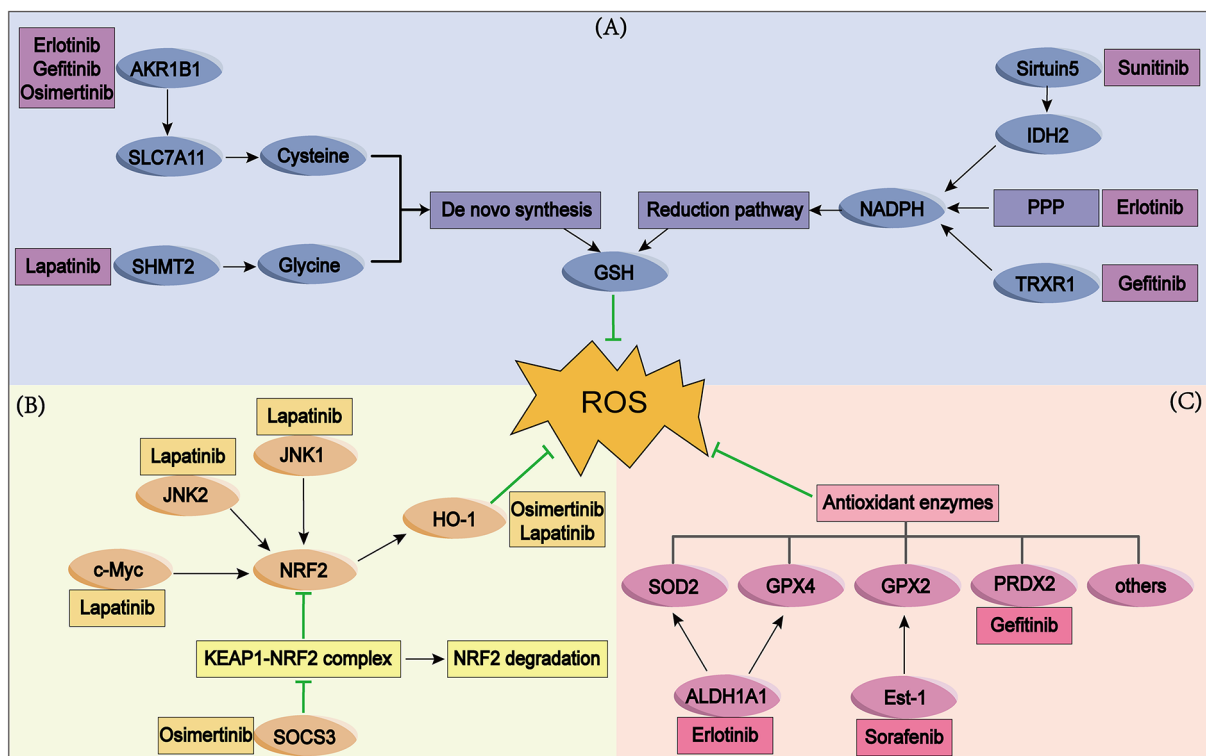 (A)
Erlotinib
Gefitinib
Osimertinib
AKR1B1
SLC7A11
Cysteine
Lapatinib
SHMT2
Glycine
De novo synthesis
Reduction pathway
GSH
NADPH
Sirtuin5
Sunitinib
IDH2
PPP
Erlotinib
TRXR1
Gefitinib
ROS
(B)
Lapatinib
JNK1
Lapatinib
JNK2
c-Myc
Lapatinib
NRF2
HO-1
Osimertinib
Lapatinib
KEAP1-NRF2 complex
NRF2 degradation
Osimertinib
SOCS3
(C)
Antioxidant enzymes
SOD2
GPX4
GPX2
PRDX2
Gefitinib
others
ALDH1A1
Erlotinib
Est-1
Sorafenib